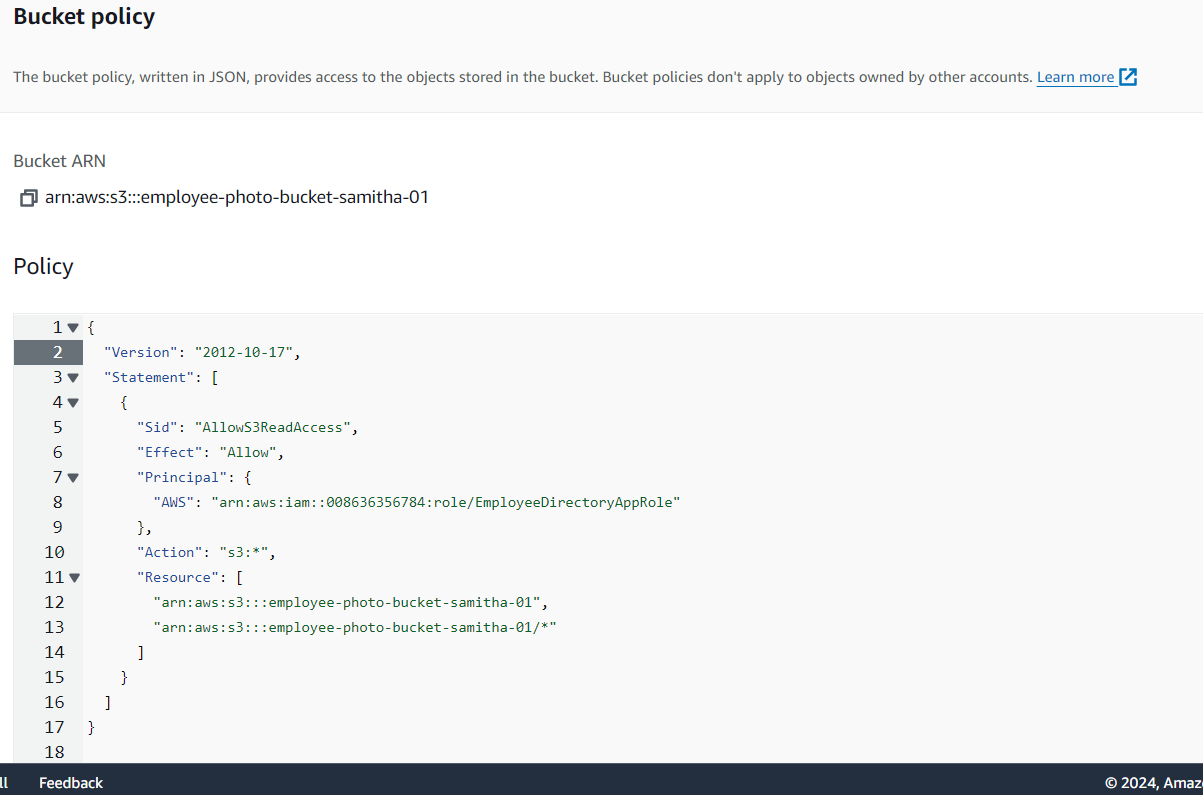 Bucket policy
The bucket policy, written in JSON, provides access to the objects stored in the bucket. Bucket policies don't apply to objects owned by other accounts. Learn more
Bucket ARN
arn:aws:s3:::employee-photo-bucket-samitha-01
Policy
1 {
2 "Version": "2012-10-17",
3 "Statement": [
4 {
5 "Sid": "AllowS3ReadAccess",
6 "Effect": "Allow",
7 "Principal": {
8 "AWS": "arn:aws:iam::008636356784:role/EmployeeDirectoryAppRole"
9 },
10 "Action": "s3:*",
11 "Resource": [
12 "arn:aws:s3:::employee-photo-bucket-samitha-01",
13 "arn:aws:s3:::employee-photo-bucket-samitha-01/*"
14 ]
15 }
16 ]
17 }
18
ll Feedback © 2024, Amaz